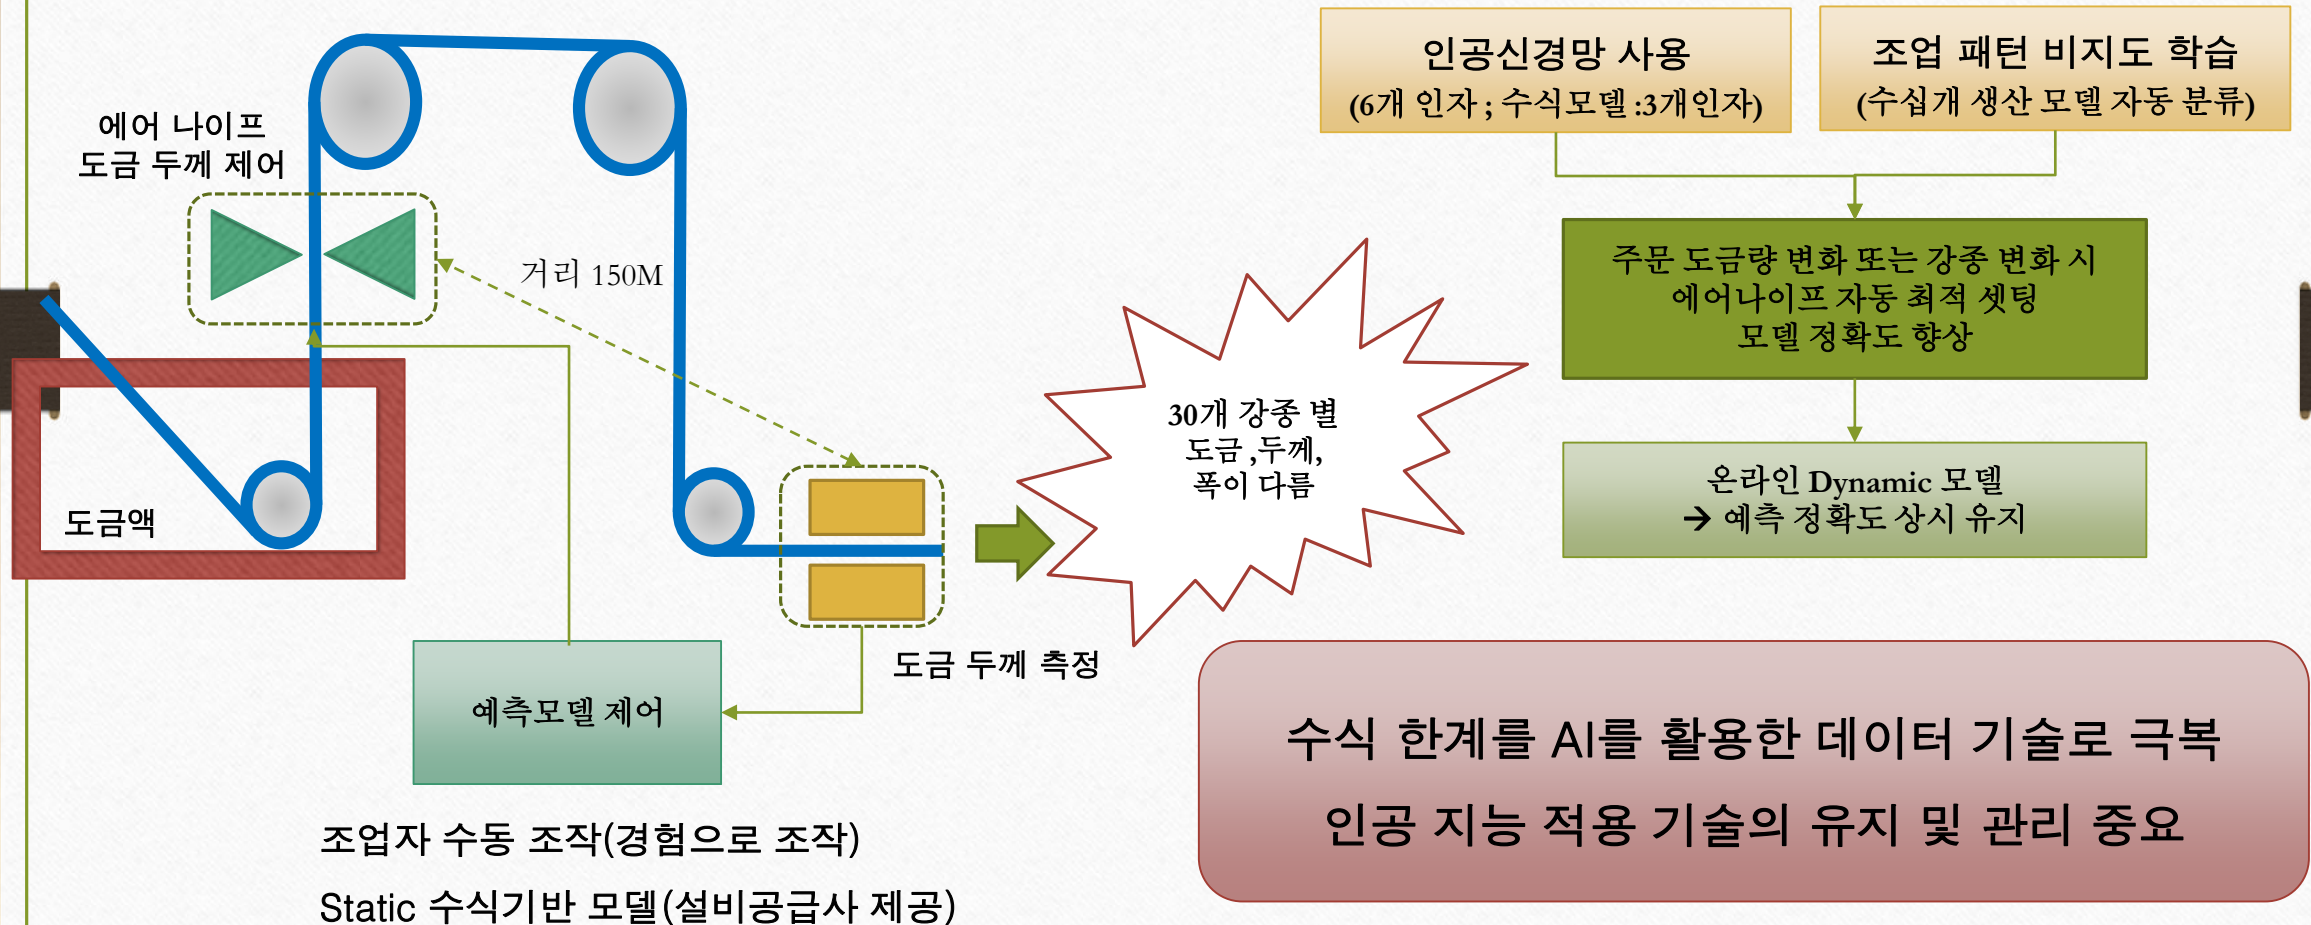 에어 나이프
도금 두께 제어
거리 150M
도금액
예측모델 제어
도금 두께 측정
조업자 수동 조작(경험으로 조작)
Static 수식기반 모델(설비공급사 제공)
30개 강종 별
도금 ,두께,
폭이 다름
인공신경망 사용
(6개 인자 ; 수식모델 :3개인자)
조업 패턴 비지도 학습
(수십개 생산 모델 자동 분류)
주문 도금량 변화 또는 강종 변화 시
에어나이프 자동 최적 셋팅
모델 정확도 향상
온라인 Dynamic 모델
→ 예측 정확도 상시 유지
수식 한계를 AI를 활용한 데이터 기술로 극복
인공 지능 적용 기술의 유지 및 관리 중요